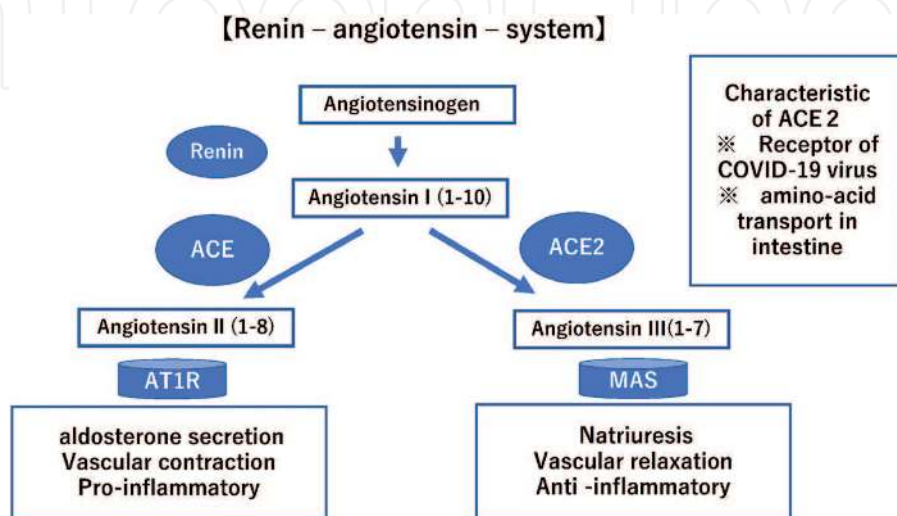 【Renin – angiotensin – system】
Angiotensinogen
Renin
Angiotensin I (1-10)
ACE
ACE2
Angiotensin II (1-8)
Angiotensin III(1-7)
AT1R
MAS
aldosterone secretion
Vascular contraction
Pro-inflammatory
Natriuresis
Vascular relaxation
Anti -inflammatory
Characteristic
of ACE 2
※ Receptor of
COVID-19 virus
※ amino-acid
transport in
intestine